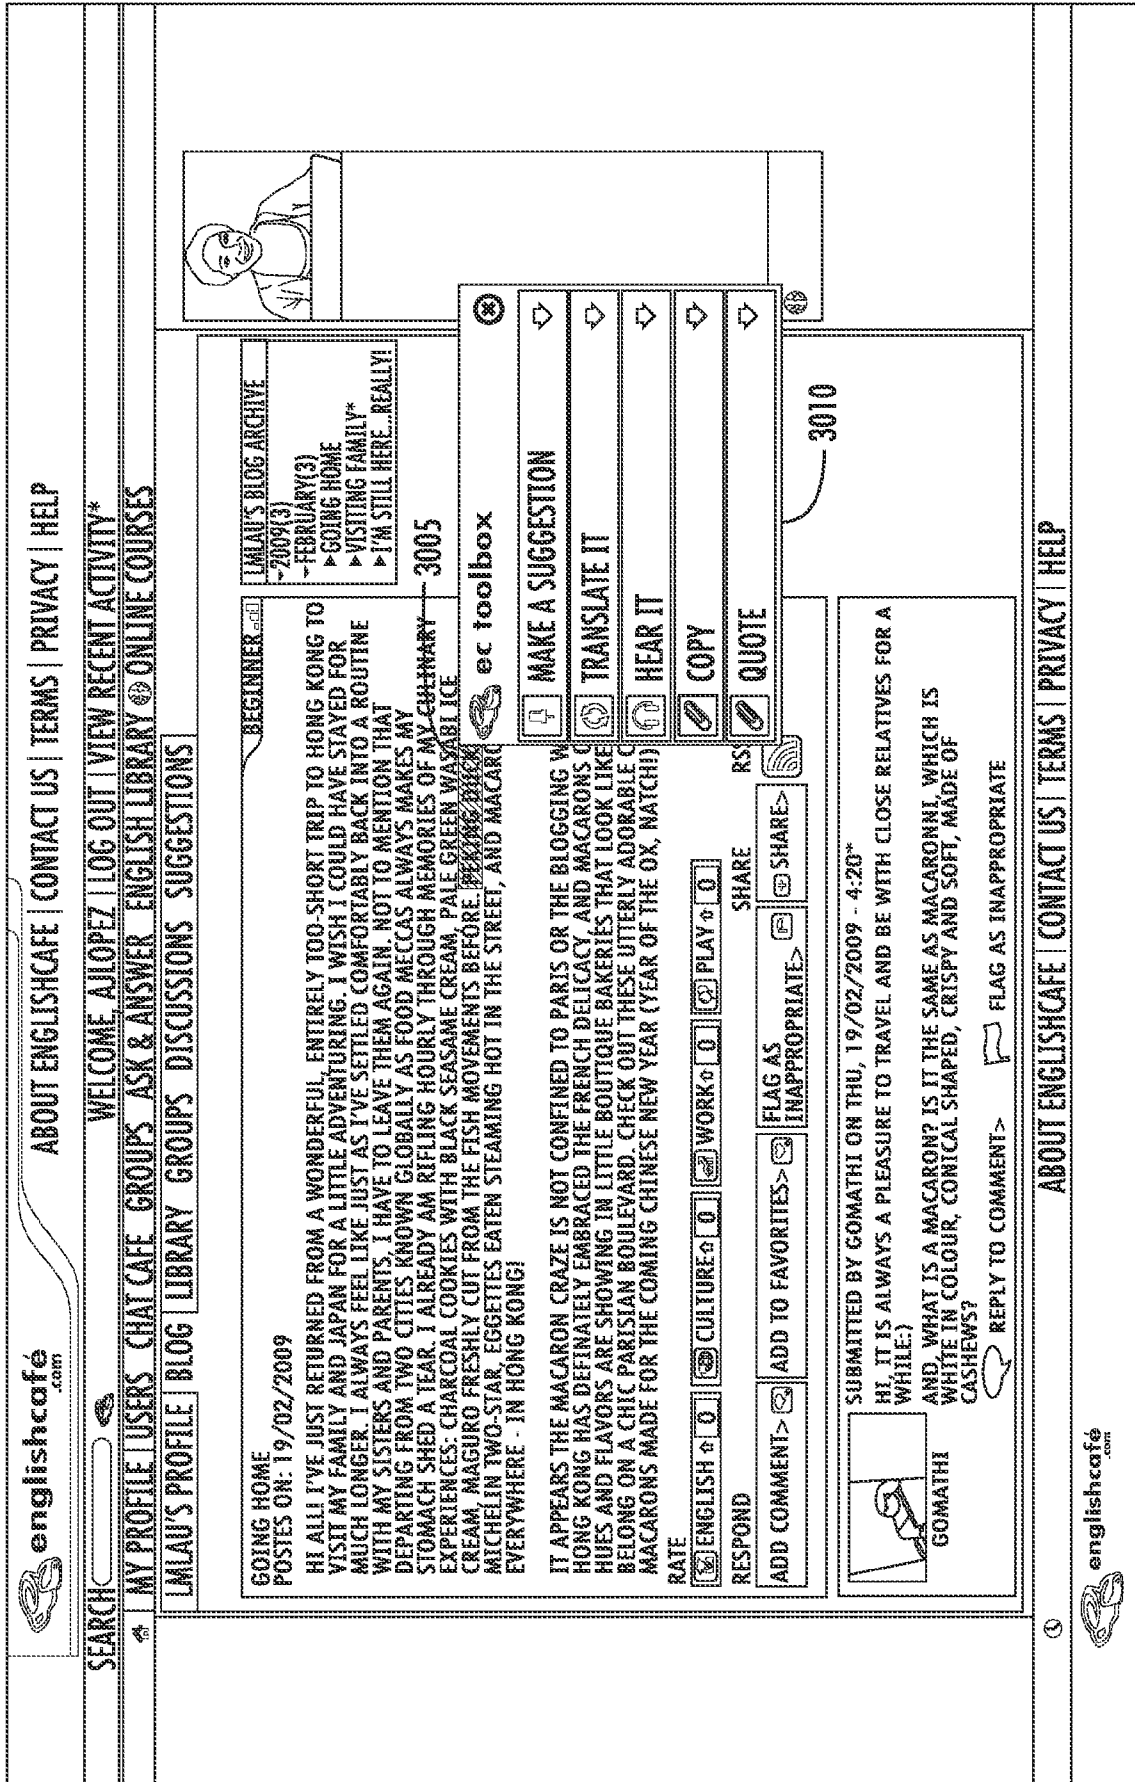 englishcafé
.com
ABOUT ENGLISHCAFE | CONTACT US | TERMS | PRIVACY | HELP
SEARCH
WELCOME, AJLOPEZ | LOG OUT | VIEW RECENT ACTIVITY*
MY PROFILE | USERS CHAT CAFE GROUPS ASK & ANSWER ENGLISH LIBRARY ONLINE COURSES
LMLAU'S PROFILE BLOG LIBRARY GROUPS DISCUSSIONS SUGGESTIONS
BEGINNER
GOING HOME
POSTES ON: 19/02/2009
HI ALL! I'VE JUST RETURNED FROM A WONDERFUL, ENTIRELY TOO-SHORT TRIP TO HONG KONG TO
VISIT MY FAMILY AND JAPAN FOR A LITTLE ADVENTURING. I WISH I COULD HAVE STAYED FOR
MUCH LONGER. I ALWAYS FEEL LIKE JUST AS I'VE SETTLED COMFORTABLY BACK INTO A ROUTINE
WITH MY SISTERS AND PARENTS, I HAVE TO LEAVE THEM AGAIN. NOT TO MENTION THAT
DEPARTING FROM TWO CITIES KNOWN GLOBALLY AS FOOD MECCAS ALWAYS MAKES MY
STOMACH SHED A TEAR. I ALREADY AM RIFLING HOURLY THROUGH MEMORIES OF MY CULINARY
EXPERIENCES: CHARCOAL COOKIES WITH BLACK SEASAME CREAM, PALE GREEN WASABI ICE
CREAM, MAGURO FRESHLY CUT FROM THE FISH MOVEMENTS BEFORE. PEKING DUCK
MICHELIN TWO-STAR, EGGETTES EATEN STEAMING HOT IN THE STREET, AND MACARO
EVERYWHERE - IN HONG KONG!
IT APPEARS THE MACARON CRAZE IS NOT CONFINED TO PARIS OR THE BLOGGING W
HONG KONG HAS DEFINATELY EMBRACED THE FRENCH DELICACY, AND MACARONS C
HUES AND FLAVORS ARE SHOWING IN LITTLE BOUTIQUE BAKERIES THAT LOOK LIKE
BELONG ON A CHIC PARISIAN BOULEVARD. CHECK OUT THESE UTTERLY ADORABLE C
MACARONS MADE FOR THE COMING CHINESE NEW YEAR (YEAR OF THE OX, NATCH!)
RATE
ENGLISH 0 CULTURE 0 WORK 0 PLAY 0
RESPOND SHARE RS
ADD COMMENT> ADD TO FAVORITES> FLAG AS INAPPROPRIATE> SHARE>
LMLAU'S BLOG ARCHIVE
2009(3)
FEBRUARY(3)
GOING HOME
VISITING FAMILY*
I'M STILL HERE...REALLY!
3005
ec toolbox
MAKE A SUGGESTION
TRANSLATE IT
HEAR IT
COPY
QUOTE
3010
GOMATHI
SUBMITTED BY GOMATHI ON THU, 19/02/2009 - 4:20*
HI, IT IS ALWAYS A PLEASURE TO TRAVEL AND BE WITH CLOSE RELATIVES FOR A
WHILE:)
AND, WHAT IS A MACARON? IS IT THE SAME AS MACARONNI, WHICH IS
WHITE IN COLOUR, CONICAL SHAPED, CRISPY AND SOFT, MADE OF
CASHEWS?
REPLY TO COMMENT> FLAG AS INAPPROPRIATE
ABOUT ENGLISHCAFE | CONTACT US | TERMS | PRIVACY | HELP
englishcafé
.com